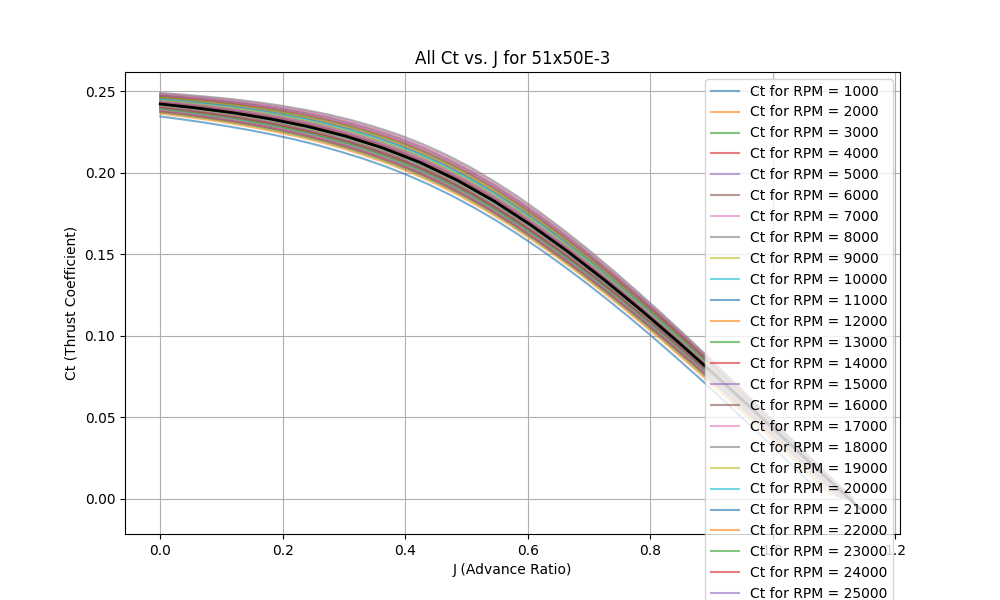 All Ct vs. J for 51x50E-3
Ct (Thrust Coefficient)
0.25
0.20
0.15
0.10
0.05
0.00
0.0
0.2
0.4
0.6
0.8
1.0
1.2
J (Advance Ratio)
Ct for RPM = 1000
Ct for RPM = 2000
Ct for RPM = 3000
Ct for RPM = 4000
Ct for RPM = 5000
Ct for RPM = 6000
Ct for RPM = 7000
Ct for RPM = 8000
Ct for RPM = 9000
Ct for RPM = 10000
Ct for RPM = 11000
Ct for RPM = 12000
Ct for RPM = 13000
Ct for RPM = 14000
Ct for RPM = 15000
Ct for RPM = 16000
Ct for RPM = 17000
Ct for RPM = 18000
Ct for RPM = 19000
Ct for RPM = 20000
Ct for RPM = 21000
Ct for RPM = 22000
Ct for RPM = 23000
Ct for RPM = 24000
Ct for RPM = 25000